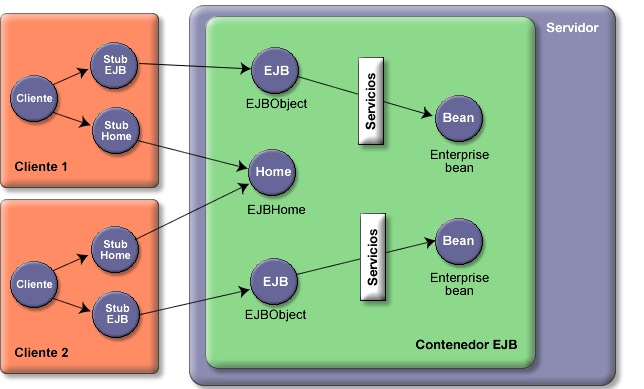 Servidor
Stub
EJB
Cliente
Stub
Home
Cliente 1
EJB
EJBObject
Servicios
Bean
Enterprise
bean
Home
EJBHome
Stub
Home
Cliente
Stub
EJB
Cliente 2
EJB
EJBObject
Servicios
Bean
Enterprise
bean
Contenedor EJB